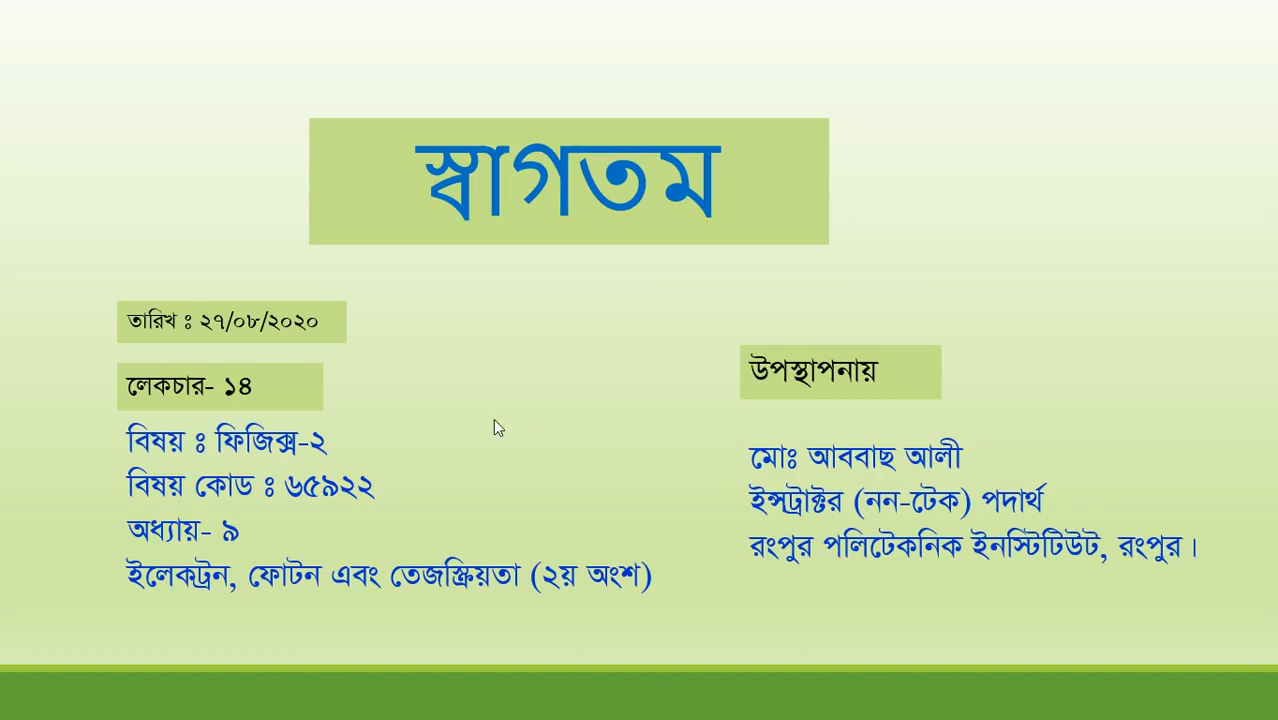 স্বাগতম
তারিখ ঃ ২৭/০৮/২০২০
লেকচার- ১৪
বিষয় ঃ ফিজিক্স-২
বিষয় কোড ঃ ৬৫৯২২
অধ্যায়- ৯
ইলেকট্রন, ফোটন এবং তেজস্ক্রিয়তা (২য় অংশ)
উপস্থাপনায়
মোঃ আববাছ আলী
ইন্সট্রাক্টর (নন-টেক) পদার্থ
রংপুর পলিটেকনিক ইনস্টিটিউট, রংপুর।